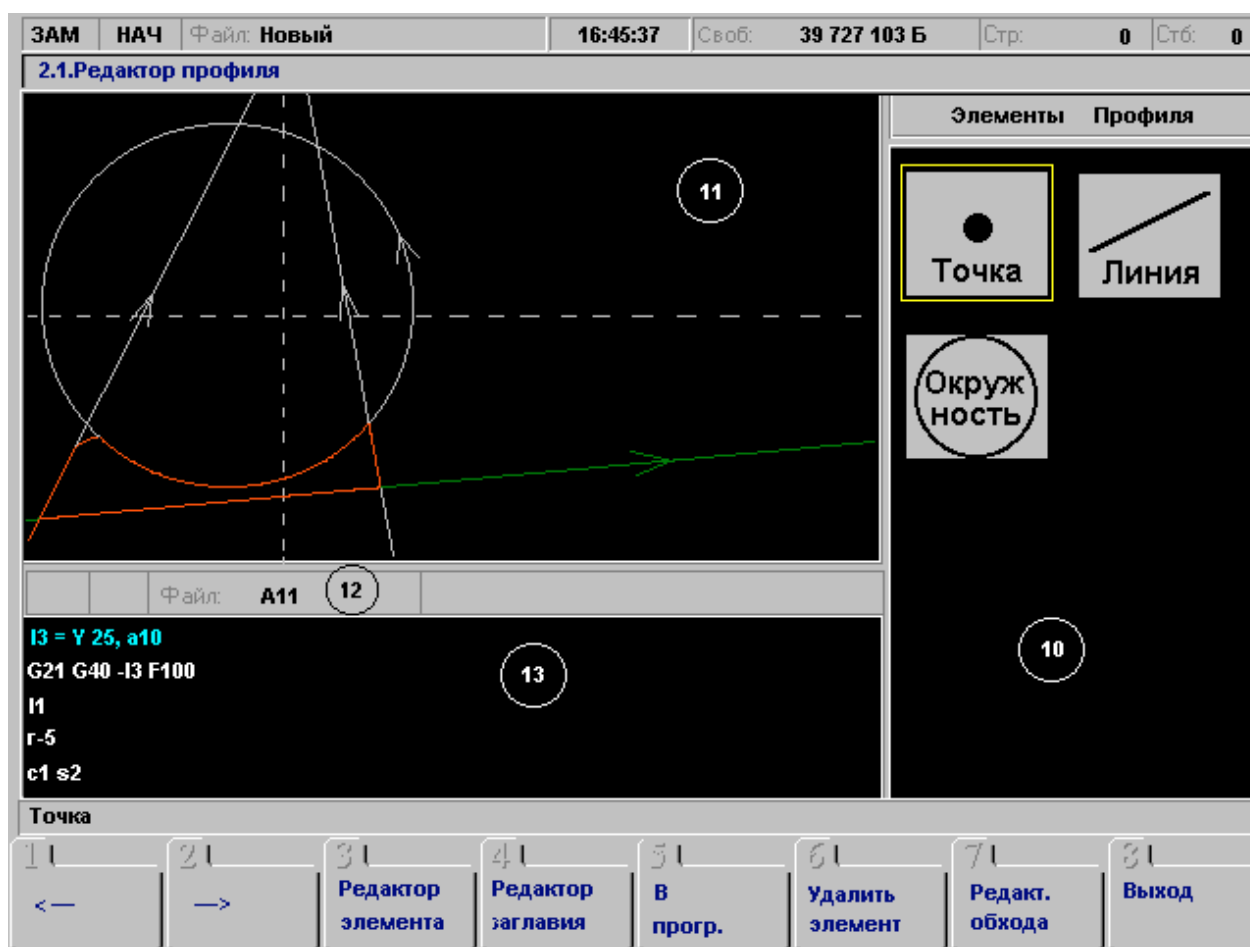 ЗАМ НАЧ Файл: Новый 16:45:37 Своб: 39 727 103 Б Стр: 0 Стб: 0
2.1.Редактор профиля
Элементы Профиля
11
Точка
Линия
Окруж
ность
10
Файл: A11 12
l3 = Y 25, a10
G21 G40 -l3 F100
l1
r-5
c1 s2
13
Точка
1 2 3 4 5 6 7 8
<—
—>
Редактор
элемента
Редактор
заглавия
В
прогр.
Удалить
элемент
Редакт.
обхода
Выход